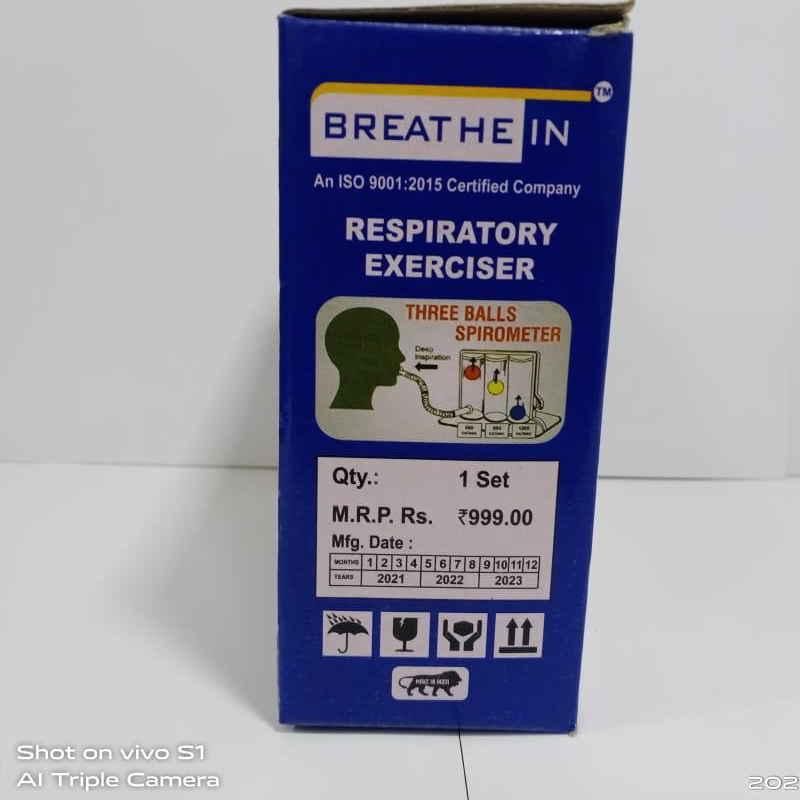 BREATHE IN TM
An ISO 9001:2015 Certified Company
RESPIRATORY
EXERCISER
THREE BALLS
SPIROMETER
Deep
Inspiration
Qty.: 1 Set
M.R.P. Rs. ₹999.00
Mfg. Date :
MONTHS 1 2 3 4 5 6 7 8 9 10 11 12
YEARS 2021 2022 2023
MAKE IN INDIA
Shot on vivo S1
AI Triple Camera